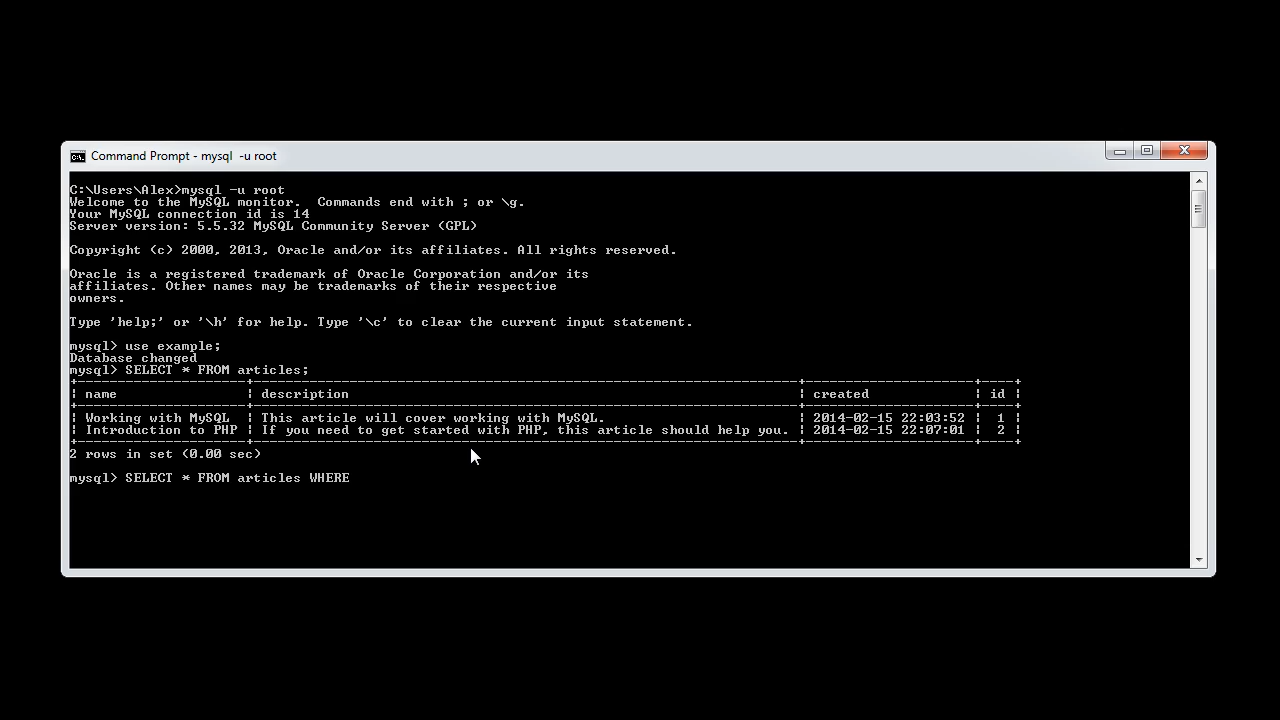 Command Prompt - mysql  -u root
C:\Users\Alex>mysql -u root
Welcome to the MySQL monitor.  Commands end with ; or \g.
Your MySQL connection id is 14
Server version: 5.5.32 MySQL Community Server (GPL)
Copyright (c) 2000, 2013, Oracle and/or its affiliates. All rights reserved.
Oracle is a registered trademark of Oracle Corporation and/or its
affiliates. Other names may be trademarks of their respective
owners.
Type 'help;' or '\h' for help. Type '\c' to clear the current input statement.
mysql> use example;
Database changed
mysql> SELECT * FROM articles;
+---------------------+--------------------------------------------------------------------+---------------------+----+
| name                | description                                                        | created             | id |
+---------------------+--------------------------------------------------------------------+---------------------+----+
| Working with MySQL  | This article will cover working with MySQL.                        | 2014-02-15 22:03:52 |  1 |
| Introduction to PHP | If you need to get started with PHP, this article should help you. | 2014-02-15 22:07:01 |  2 |
+---------------------+--------------------------------------------------------------------+---------------------+----+
2 rows in set (0.00 sec)
mysql> SELECT * FROM articles WHERE